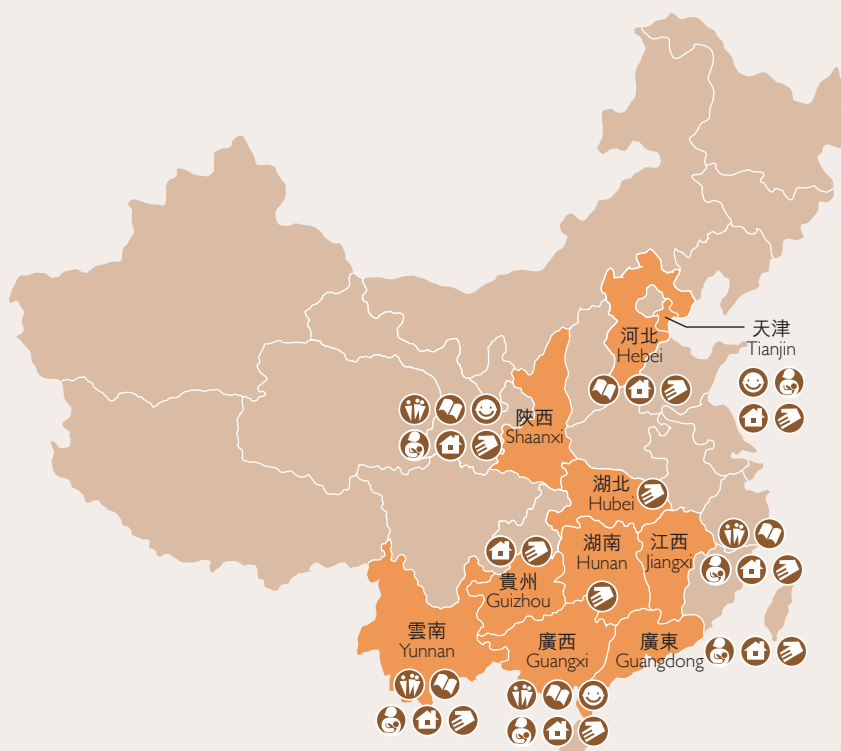 天津
Tianjin
河北
Hebei
陝西
Shaanxi
湖北
Hubei
湖南
Hunan
江西
Jiangxi
貴州
Guizhou
雲南
Yunnan
廣西
Guangxi
廣東
Guangdong